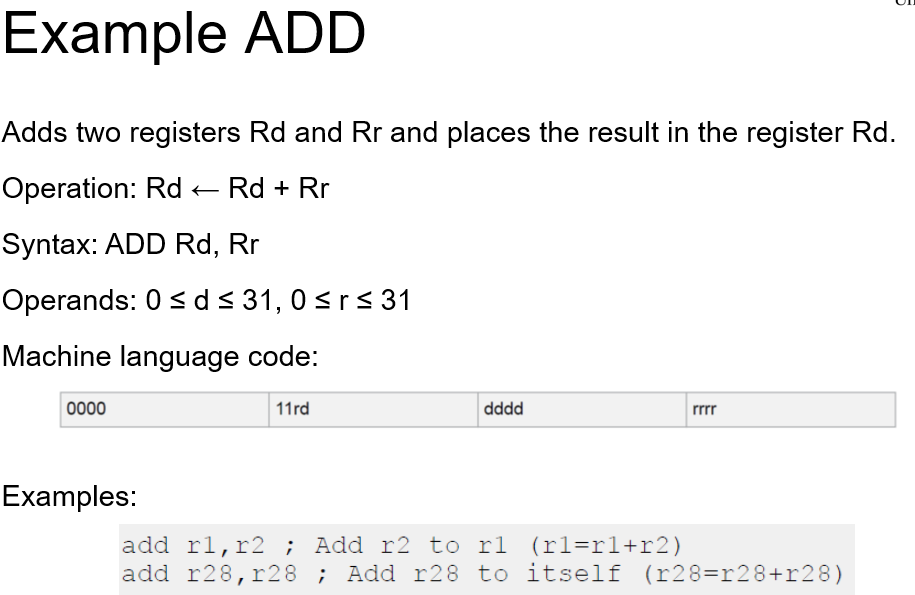 Example ADD
Adds two registers Rd and Rr and places the result in the register Rd.
Operation: Rd ← Rd + Rr
Syntax: ADD Rd, Rr
Operands: 0 ≤ d ≤ 31, 0 ≤ r ≤ 31
Machine language code:
0000 11rd dddd rrrr
Examples:
add r1,r2 ; Add r2 to r1 (r1=r1+r2)
add r28,r28 ; Add r28 to itself (r28=r28+r28)